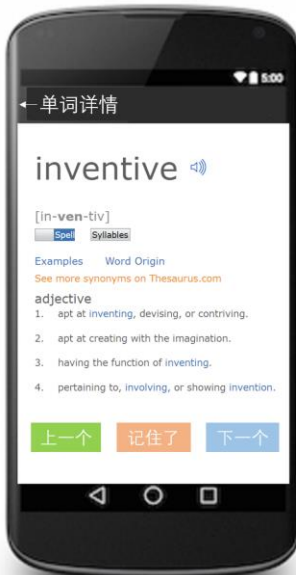 5:00
←单词详情
inventive
[in-ven-tiv]
Spell Syllables
Examples Word Origin
See more synonyms on Thesaurus.com
adjective
1. apt at inventing, devising, or contriving.
2. apt at creating with the imagination.
3. having the function of inventing.
4. pertaining to, involving, or showing invention.
上一个 记住了 下一个